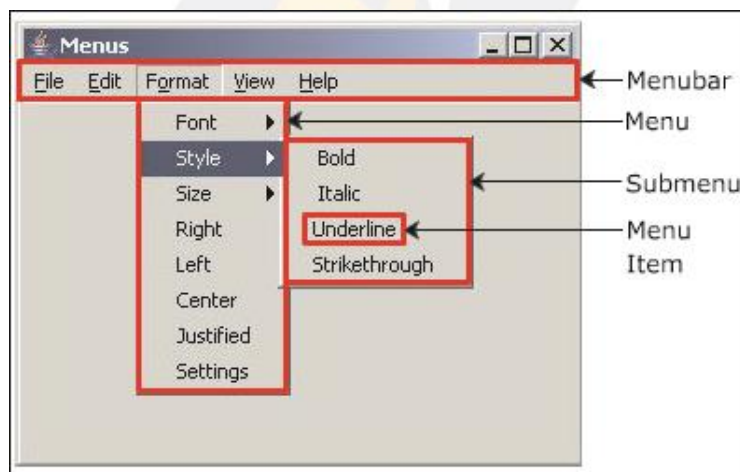 Menus
File Edit Format View Help
Menubar
Font
Menu
Style
Bold
Submenu
Size
Italic
Right
Underline
Menu
Item
Left
Strikethrough
Center
Justified
Settings